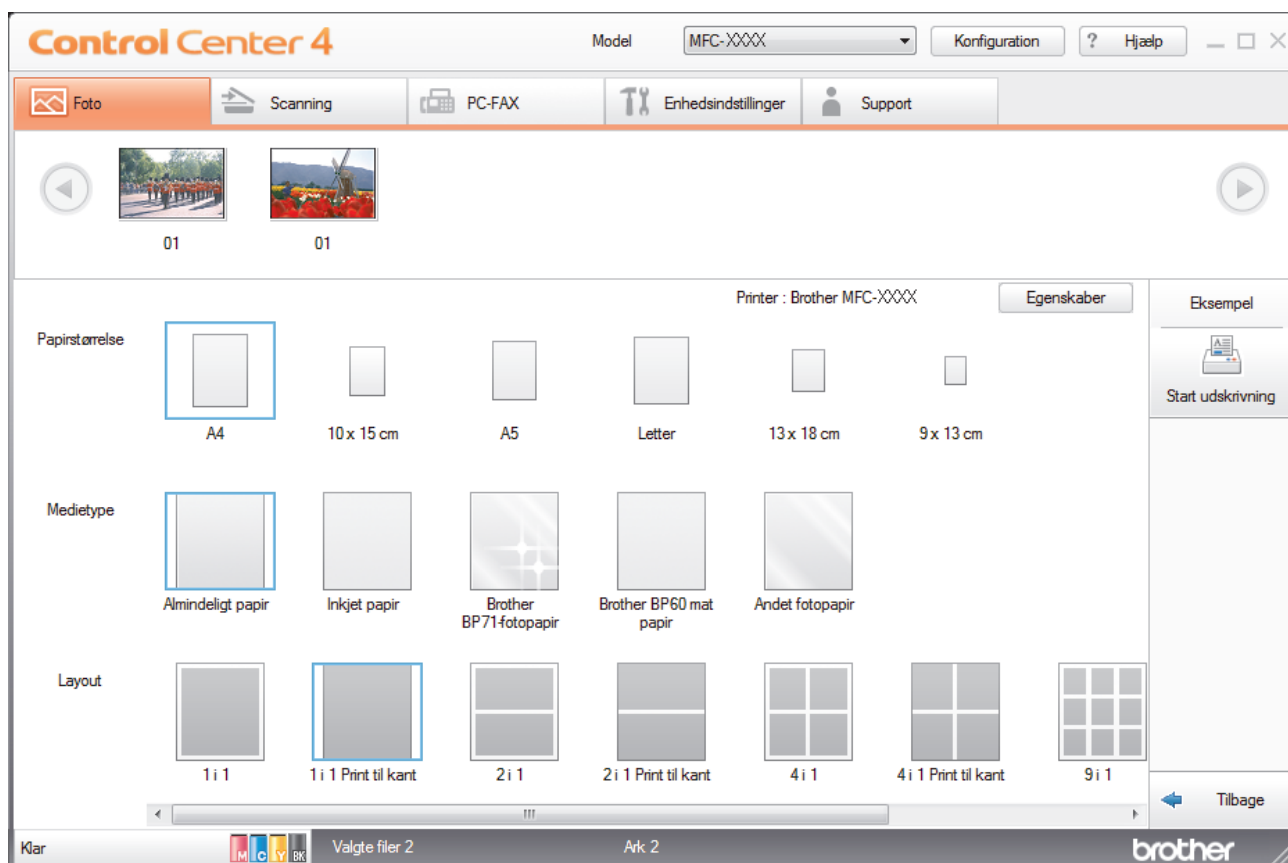 Control Center 4
Model
MFC-XXXX
Konfiguration
? Hjælp
Foto
Scanning
PC-FAX
Enhedsindstillinger
Support
01
01
Printer : Brother MFC-XXXX
Egenskaber
Eksempel
Papirstørrelse
Start udskrivning
A4
10 x 15 cm
A5
Letter
13 x 18 cm
9 x 13 cm
Medietype
Almindeligt papir
Inkjet papir
Brother
BP71-fotopapir
Brother BP60 mat
papir
Andet fotopapir
Layout
1 i 1
1 i 1 Print til kant
2 i 1
2 i 1 Print til kant
4 i 1
4 i 1 Print til kant
9 i 1
Tilbage
Klar
M C Y BK
Valgte filer 2
Ark 2
brother